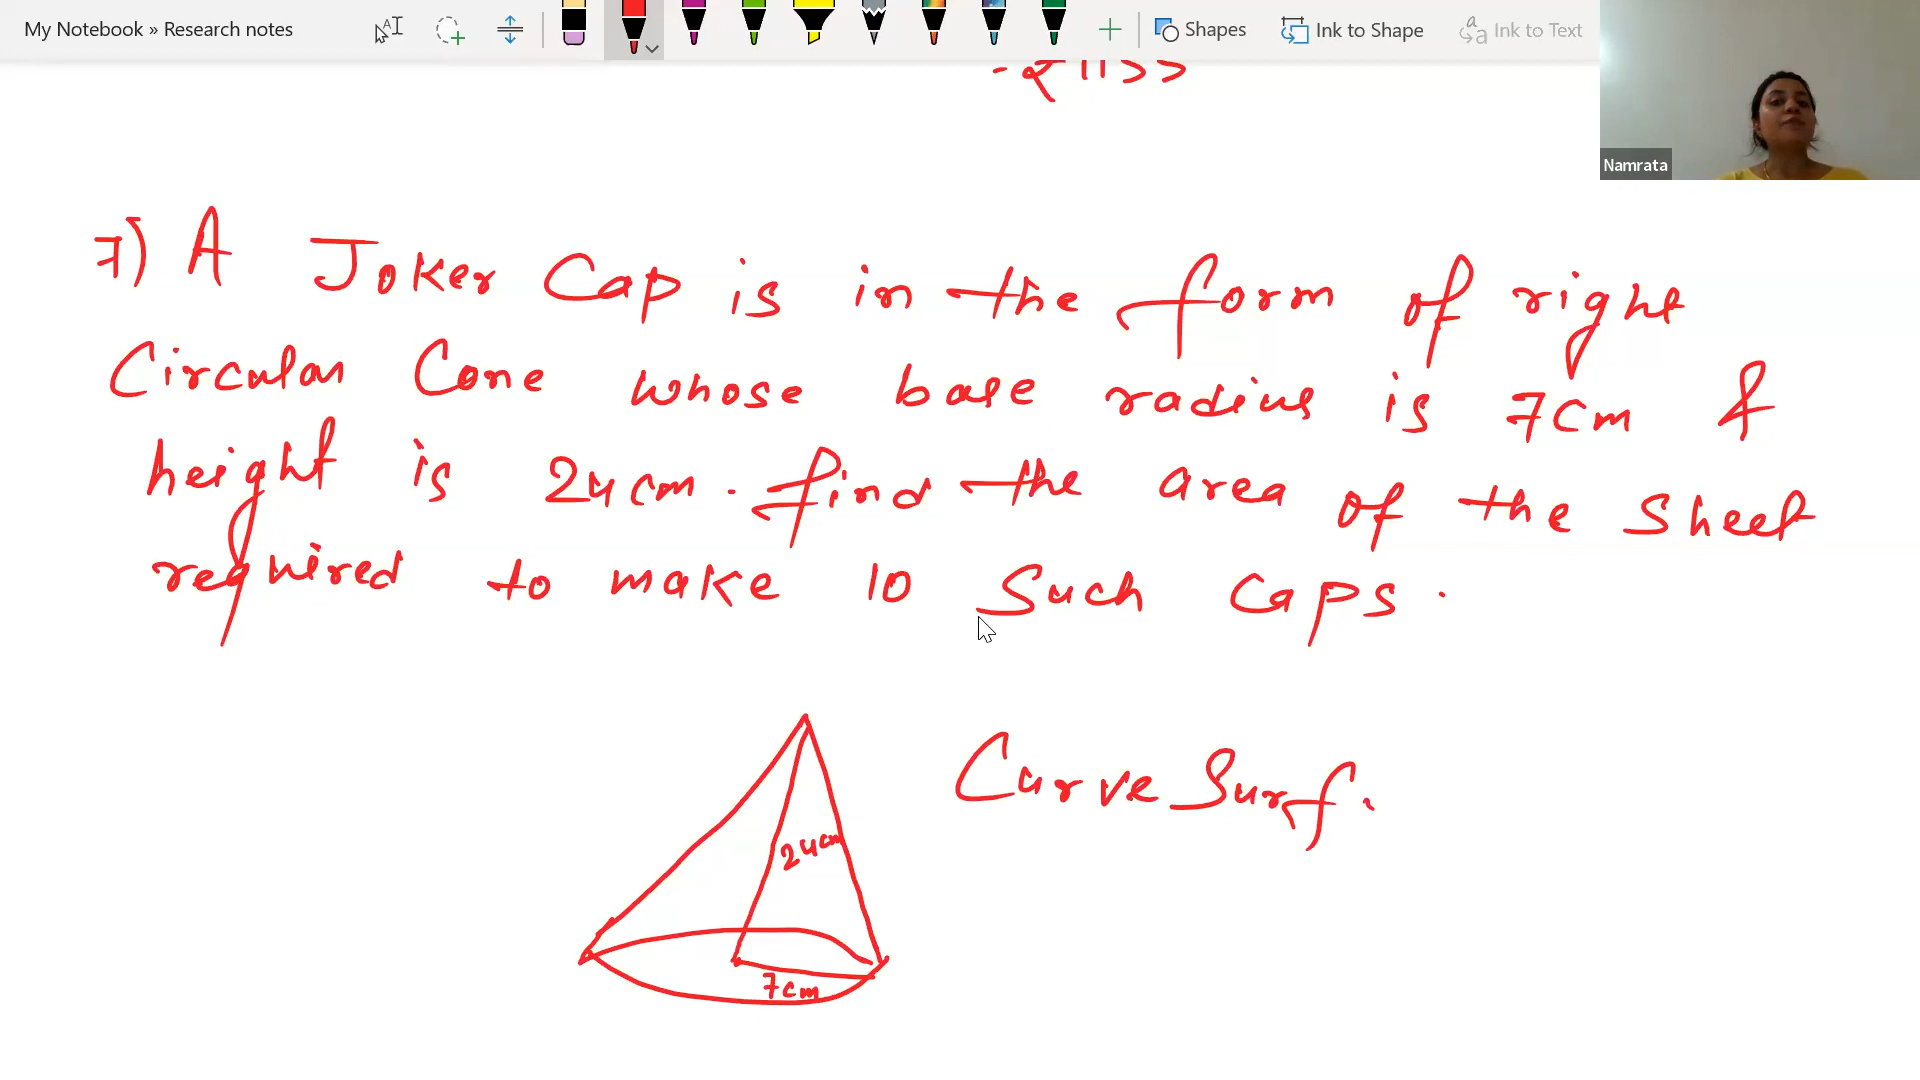 My Notebook » Research notes
Shapes
Ink to Shape
Ink to Text
Namrata
- ₹ 1155
7) A Joker Cap is in the form of right
Circular Cone whose base radius is 7cm &
height is 24cm. find the area of the sheet
required to make 10 Such caps.
24cm
7cm
Curve Surf.